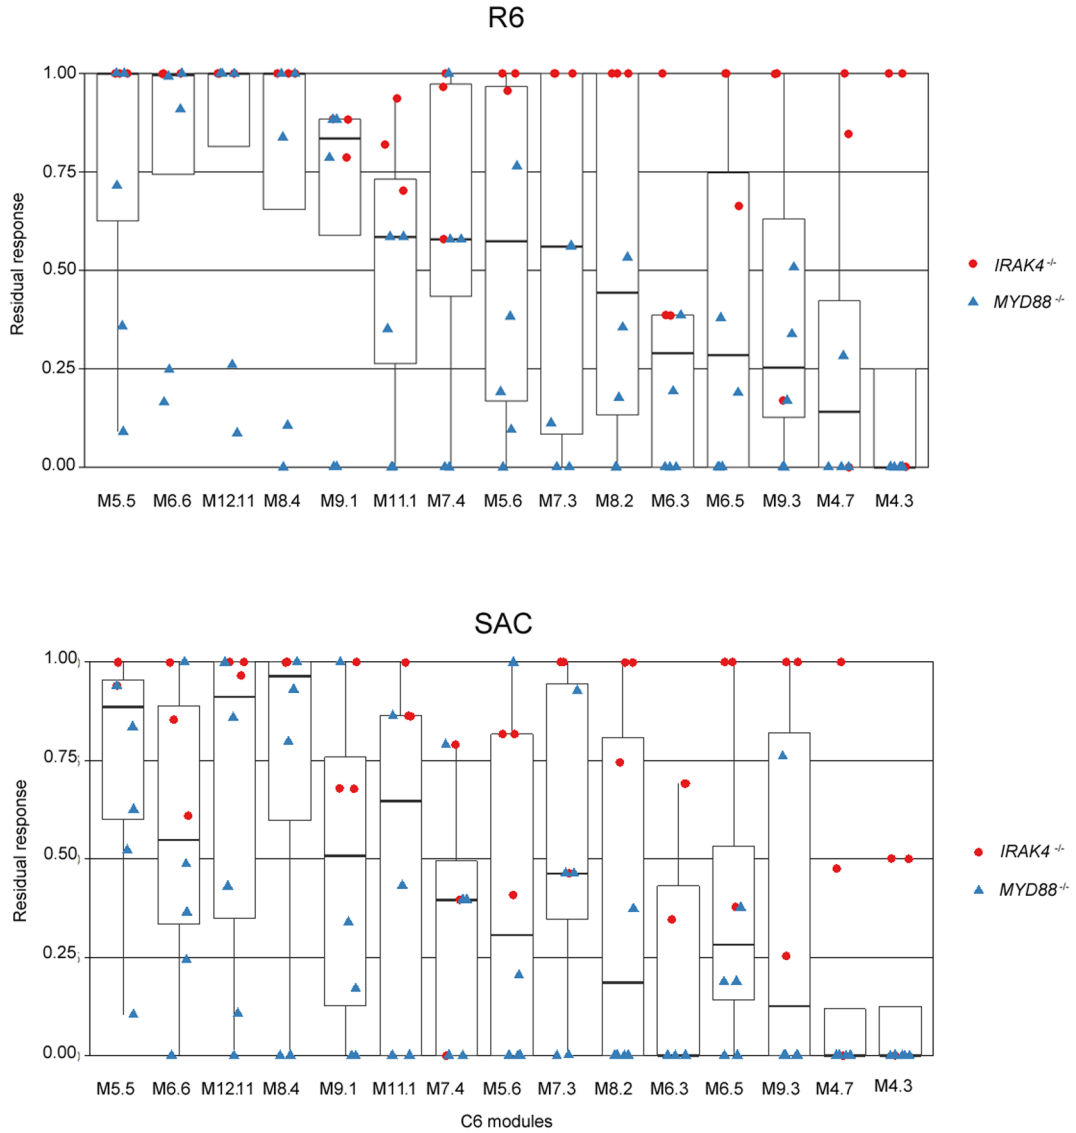 R6
1.00
0.75
0.50
0.25
0.00
Residual response
M5.5 M6.6 M12.11 M8.4 M9.1 M11.1 M7.4 M5.6 M7.3 M8.2 M6.3 M6.5 M9.3 M4.7 M4.3
IRAK4 -/-
MYD88 -/-
SAC
1.00
0.75
0.50
0.25
0.00
Residual response
M5.5 M6.6 M12.11 M8.4 M9.1 M11.1 M7.4 M5.6 M7.3 M8.2 M6.3 M6.5 M9.3 M4.7 M4.3
C6 modules
IRAK4 -/-
MYD88 -/-